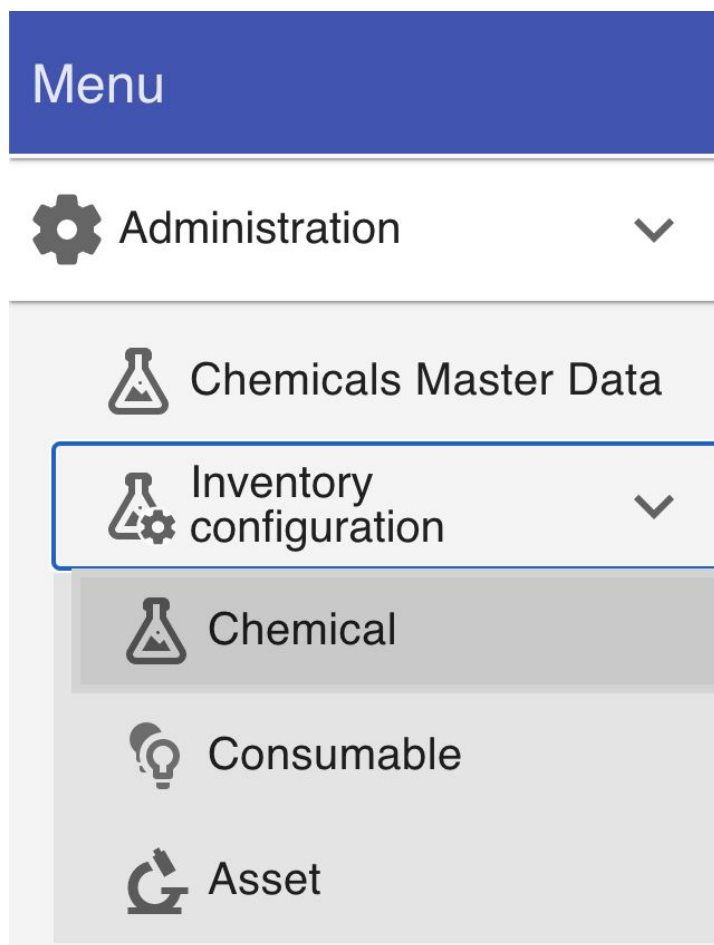 Menu
Administration
Chemicals Master Data
Inventory
configuration
Chemical
Consumable
Asset